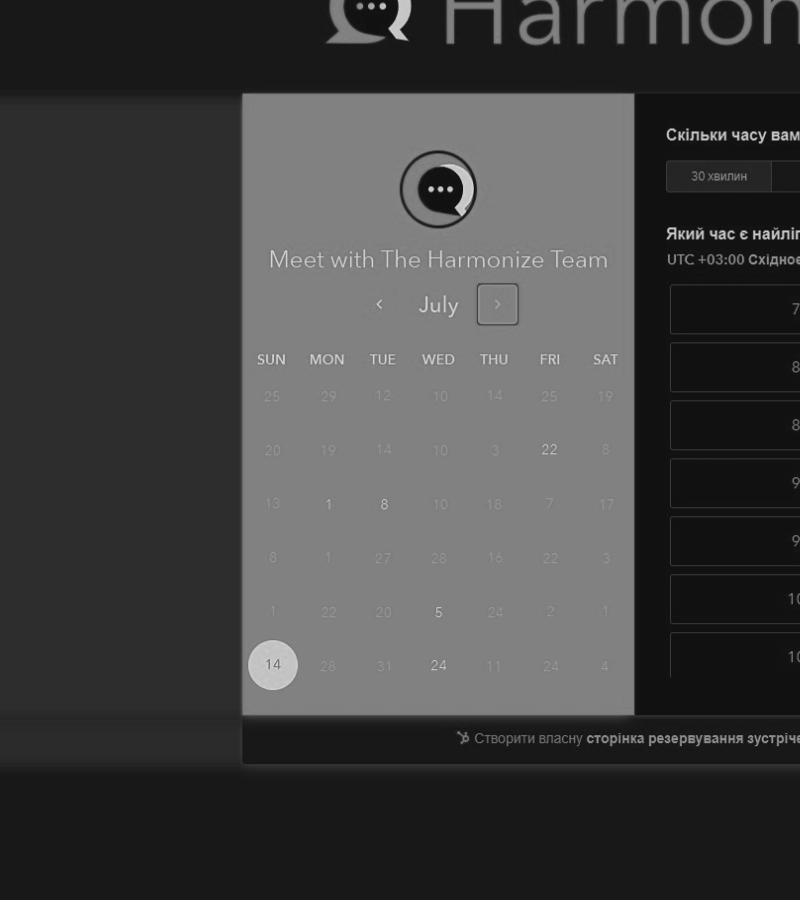 Harmon
Meet with The Harmonize Team
July
SUN MON TUE WED THU FRI SAT
25 29 12 10 14 25 19
20 19 14 10 3 22 8
13 1 8 10 18 7 17
8 1 27 28 16 22 3
1 22 20 5 24 2 1
14 28 31 24 11 24 4
Скільки часу вам
30 хвилин
Який час є найліп
UTC +03:00 Східноє
7
8
8
9
9
10
10
Створити власну сторінка резервування зустріче